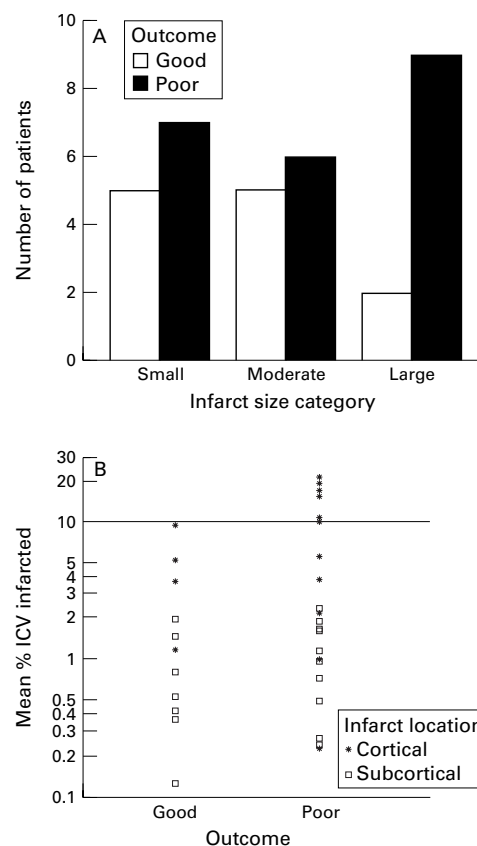 A
Outcome
Good
Poor
10
8
6
4
2
0
Number of patients
Small Moderate Large
Infarct size category
B
30
20
10
5
4
3
2
1
0.5
0.4
0.3
0.2
0.1
Mean % ICV infarcted
Infarct location
Cortical
Subcortical
Good Poor
Outcome